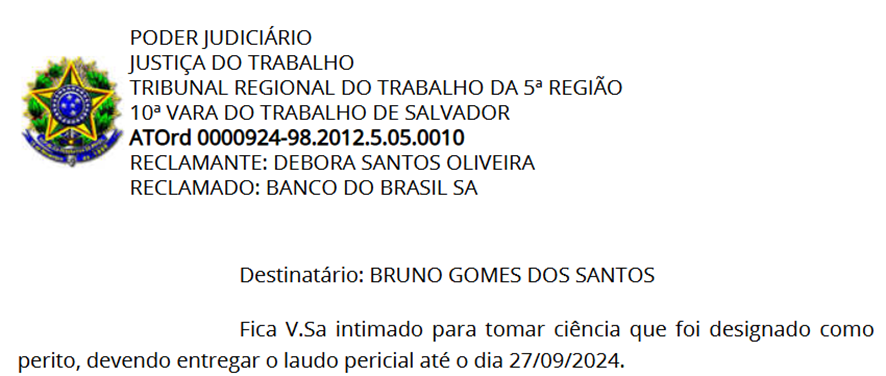 PODER JUDICIÁRIO
JUSTIÇA DO TRABALHO
TRIBUNAL REGIONAL DO TRABALHO DA 5ª REGIÃO
10ª VARA DO TRABALHO DE SALVADOR
ATOrd 0000924-98.2012.5.05.0010
RECLAMANTE: DEBORA SANTOS OLIVEIRA
RECLAMADO: BANCO DO BRASIL SA
Destinatário: BRUNO GOMES DOS SANTOS
Fica V.Sa intimado para tomar ciência que foi designado como
perito, devendo entregar o laudo pericial até o dia 27/09/2024.